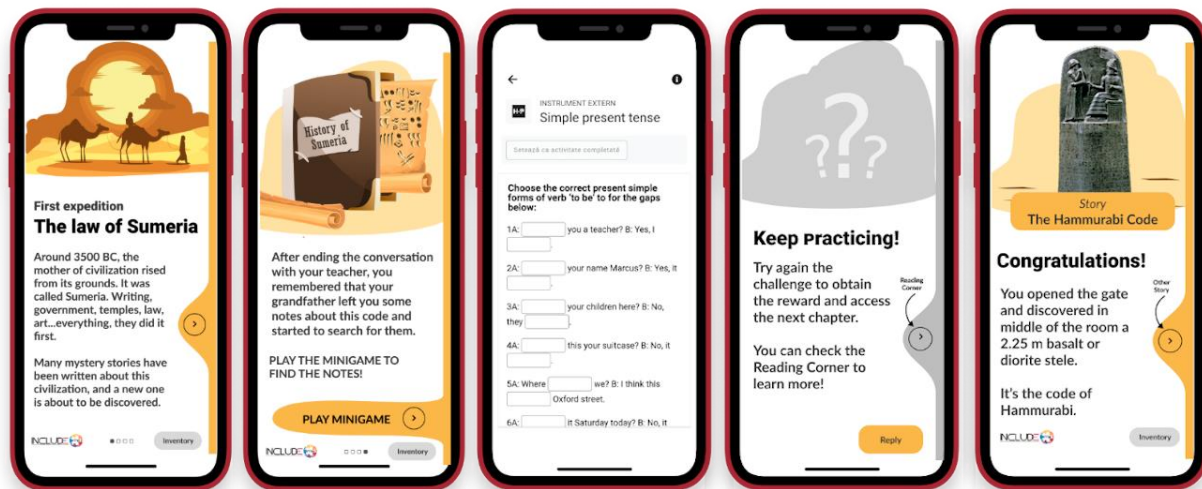 First expedition
The law of Sumeria
Around 3500 BC, the
mother of civilization rised
from its grounds. It was
called Sumeria. Writing,
government, temples, law,
art...everything, they did it
first.
Many mystery stories have
been written about this
civilization, and a new one
is about to be discovered.
INCLUDE
Inventory
History of
Sumeria
After ending the conversation
with your teacher, you
remembered that your
grandfather left you some
notes about this code and
started to search for them.
PLAY THE MINIGAME TO
FIND THE NOTES!
PLAY MINIGAME
INCLUDE
Inventory
H-P
INSTRUMENT EXTERN
Simple present tense
Setează ca activitate completată
Choose the correct present simple
forms of verb 'to be' to for the gaps
below:
1A: you a teacher? B: Yes, I
.
2A: your name Marcus? B: Yes, it
.
3A: your children here? B: No,
they .
4A: this your suitcase? B: No, it
.
5A: Where we? B: I think this
Oxford street.
6A: it Saturday today? B: No, it
???
Keep Practicing!
Try again the
challenge to obtain
the reward and access
the next chapter.
Reading
Corner
You can check the
Reading Corner to
learn more!
Reply
Story
The Hammurabi Code
Congratulations!
You opened the gate
and discovered in
middle of the room a
2.25 m basalt or
diorite stele.
Other
Story
It's the code of
Hammurabi.
INCLUDE
Inventory